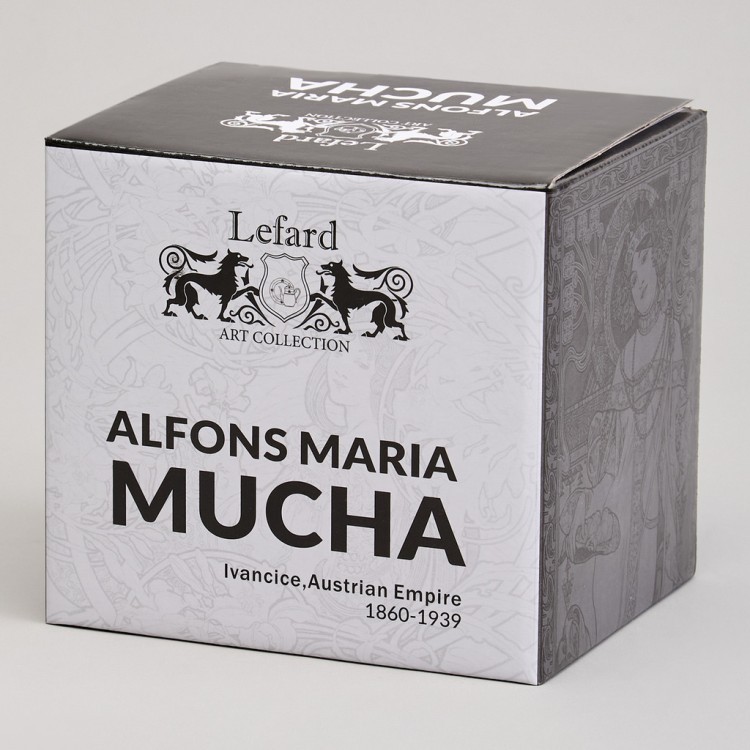 ALFONS MARIA
MUCHA
Lefard
ART COLLECTION
Lefard
ART COLLECTION
ALFONS MARIA
MUCHA
Ivancice,Austrian Empire
1860-1939